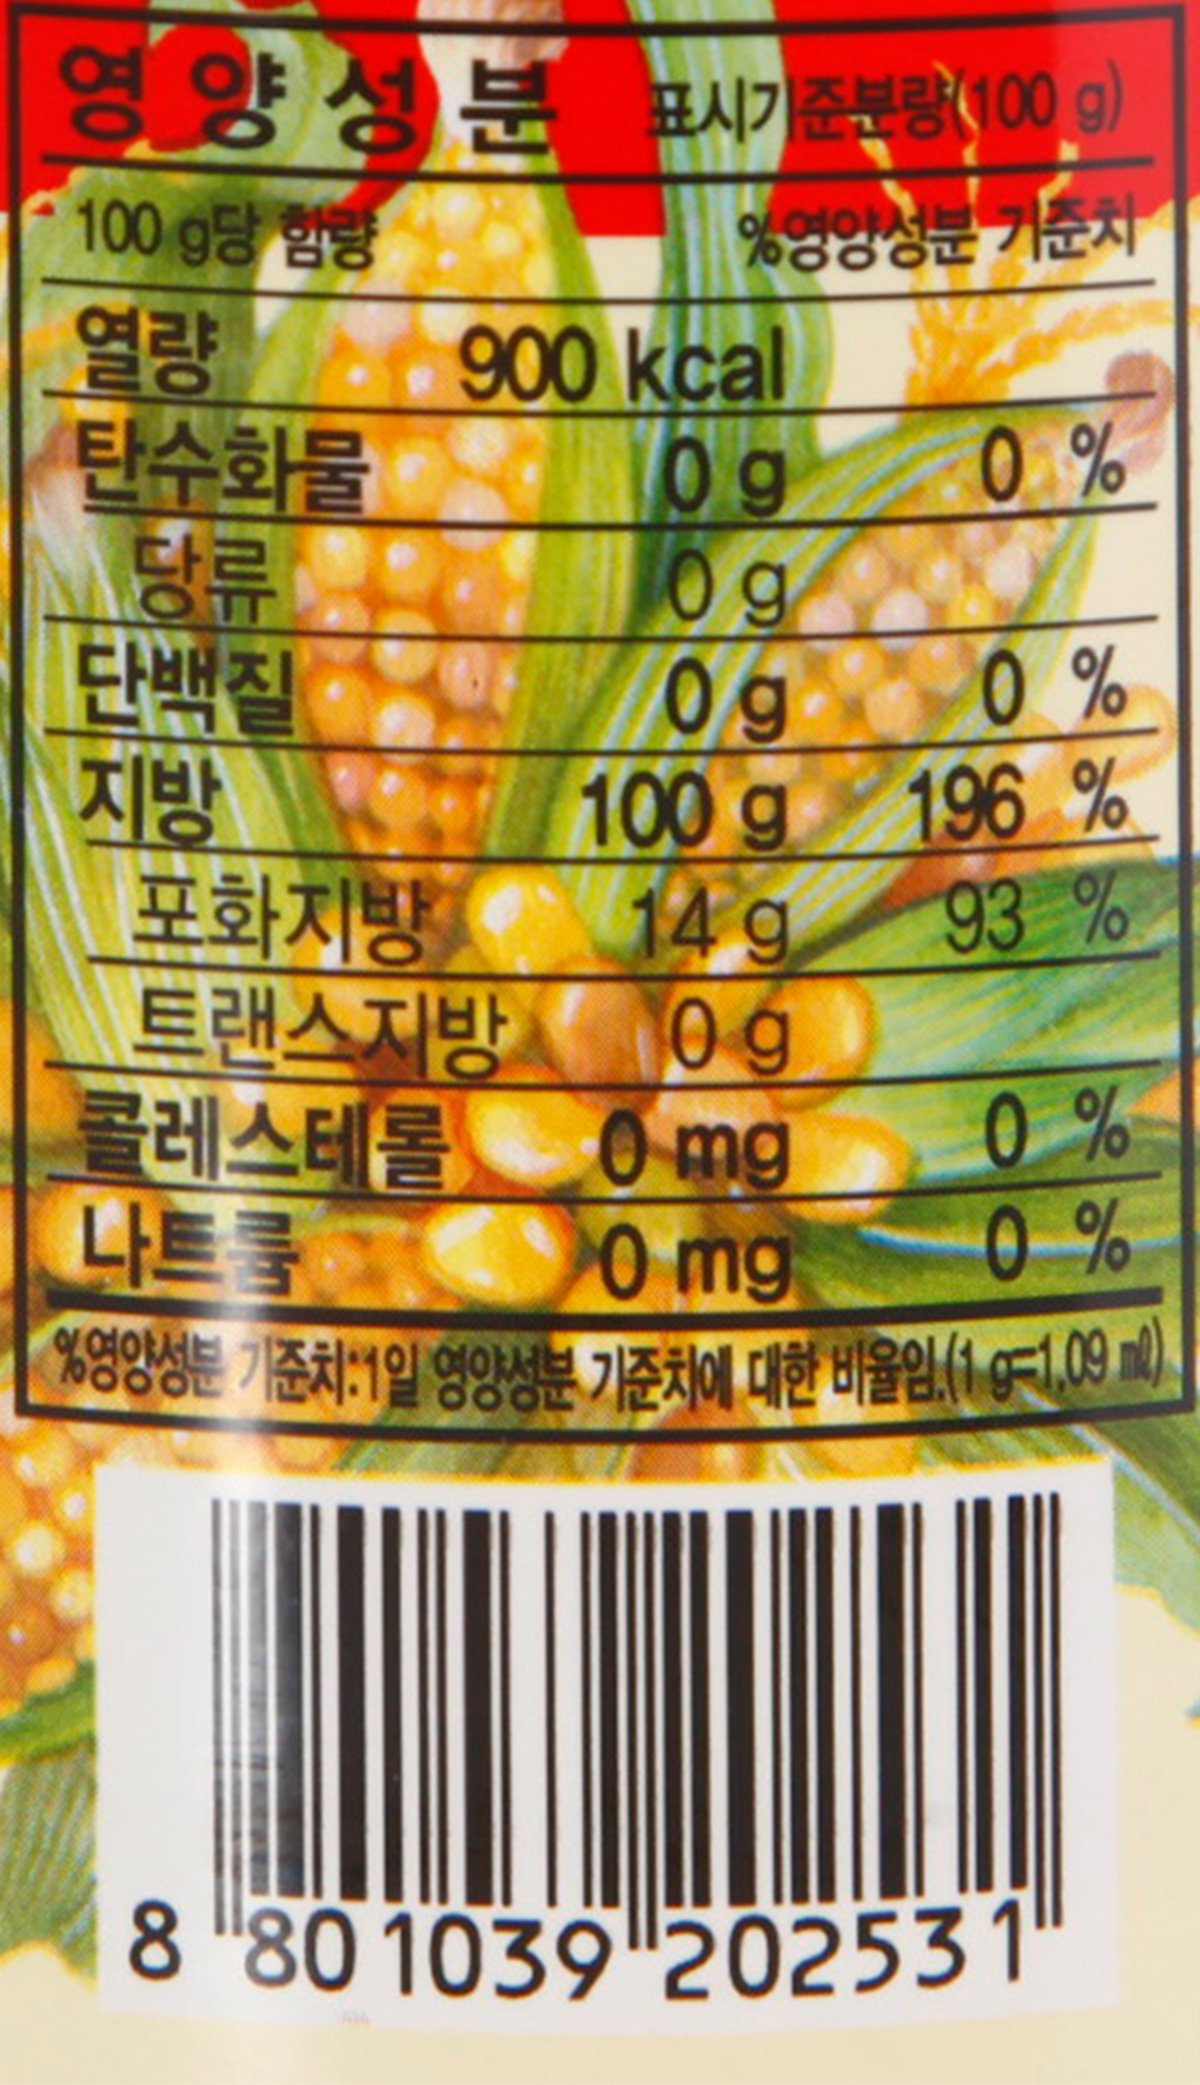 영양성분 표시기준분량(100 g)
100 g당 함량 %영양성분 기준치
열량 900 kcal
탄수화물 0 g 0 %
당류 0 g
단백질 0 g 0 %
지방 100 g 196 %
포화지방 14 g 93 %
트랜스지방 0 g
콜레스테롤 0 mg 0 %
나트륨 0 mg 0 %
%영양성분 기준치:1일 영양성분 기준치에 대한 비율임.(1 g=1.09 ㎖)
8 801039 202531